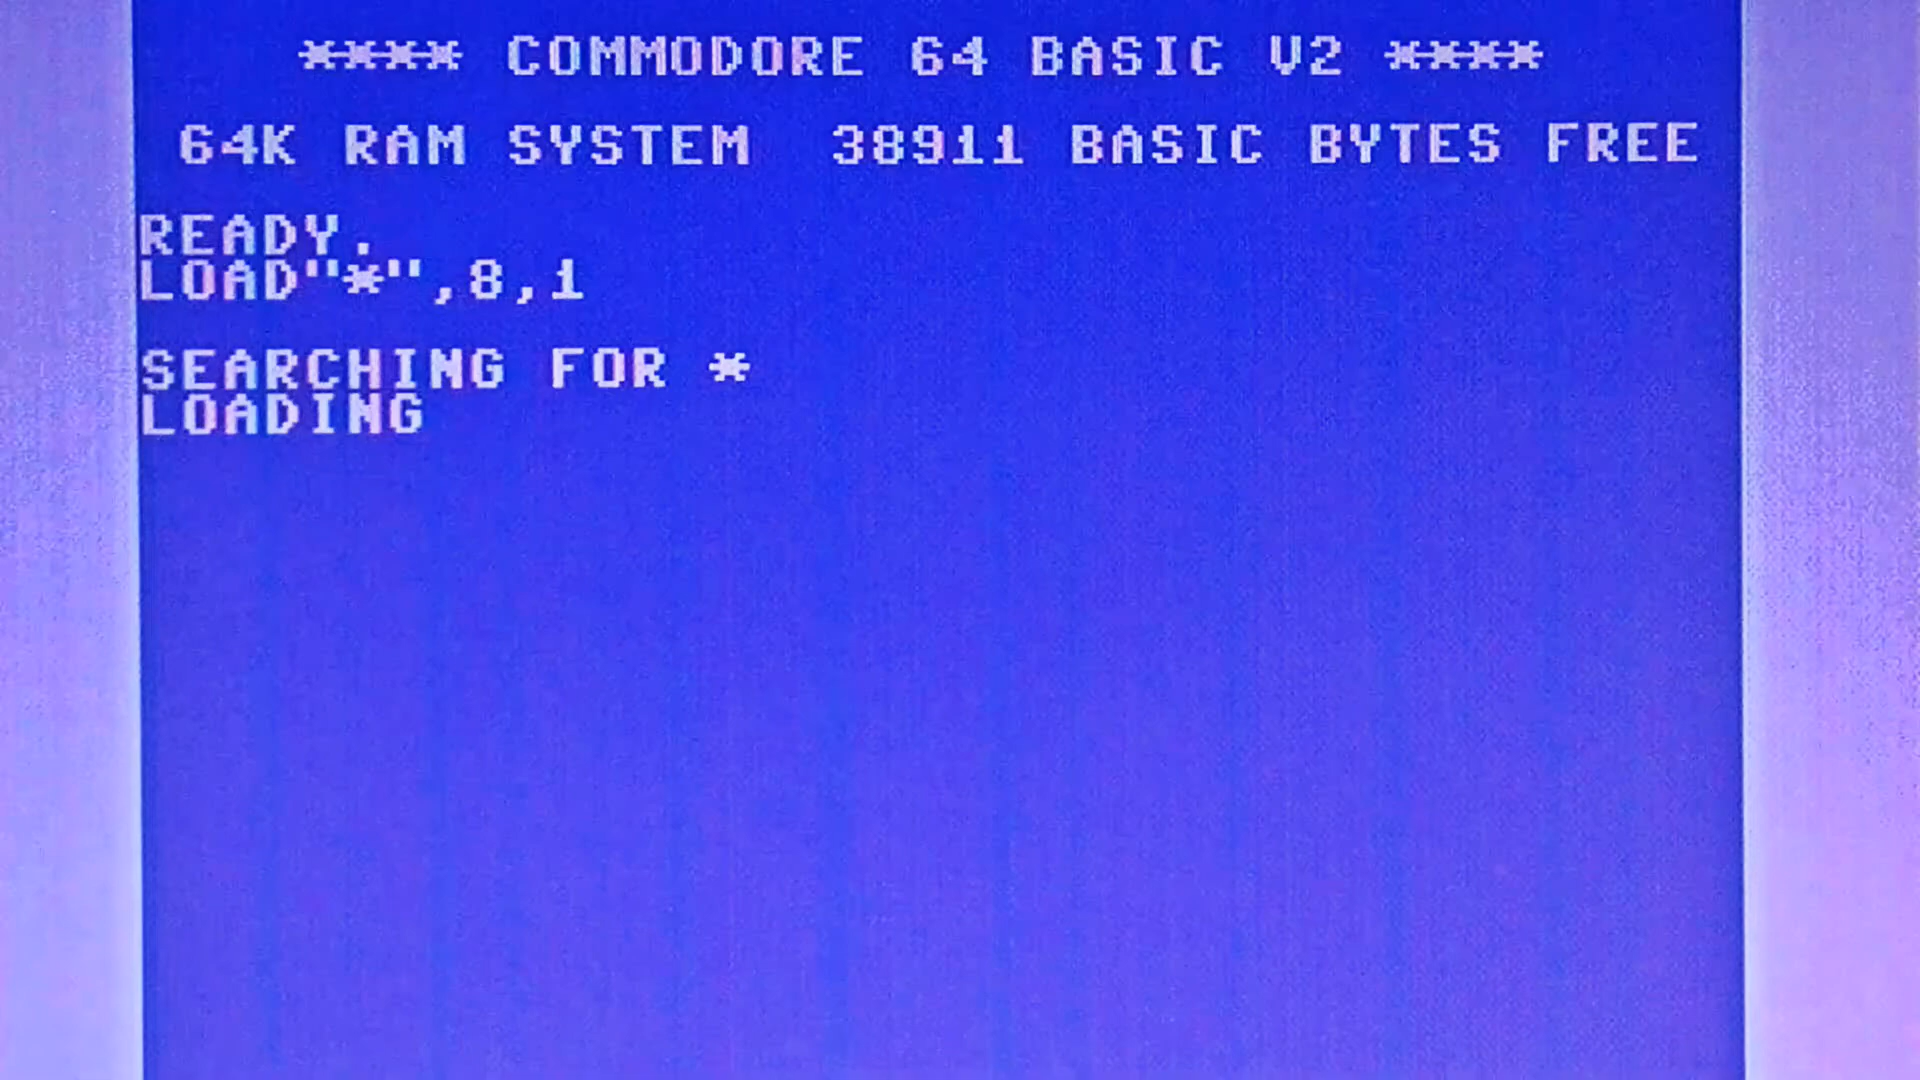 **** COMMODORE 64 BASIC V2 ****
64K RAM SYSTEM  38911 BASIC BYTES FREE
READY.
LOAD"*",8,1
SEARCHING FOR *
LOADING